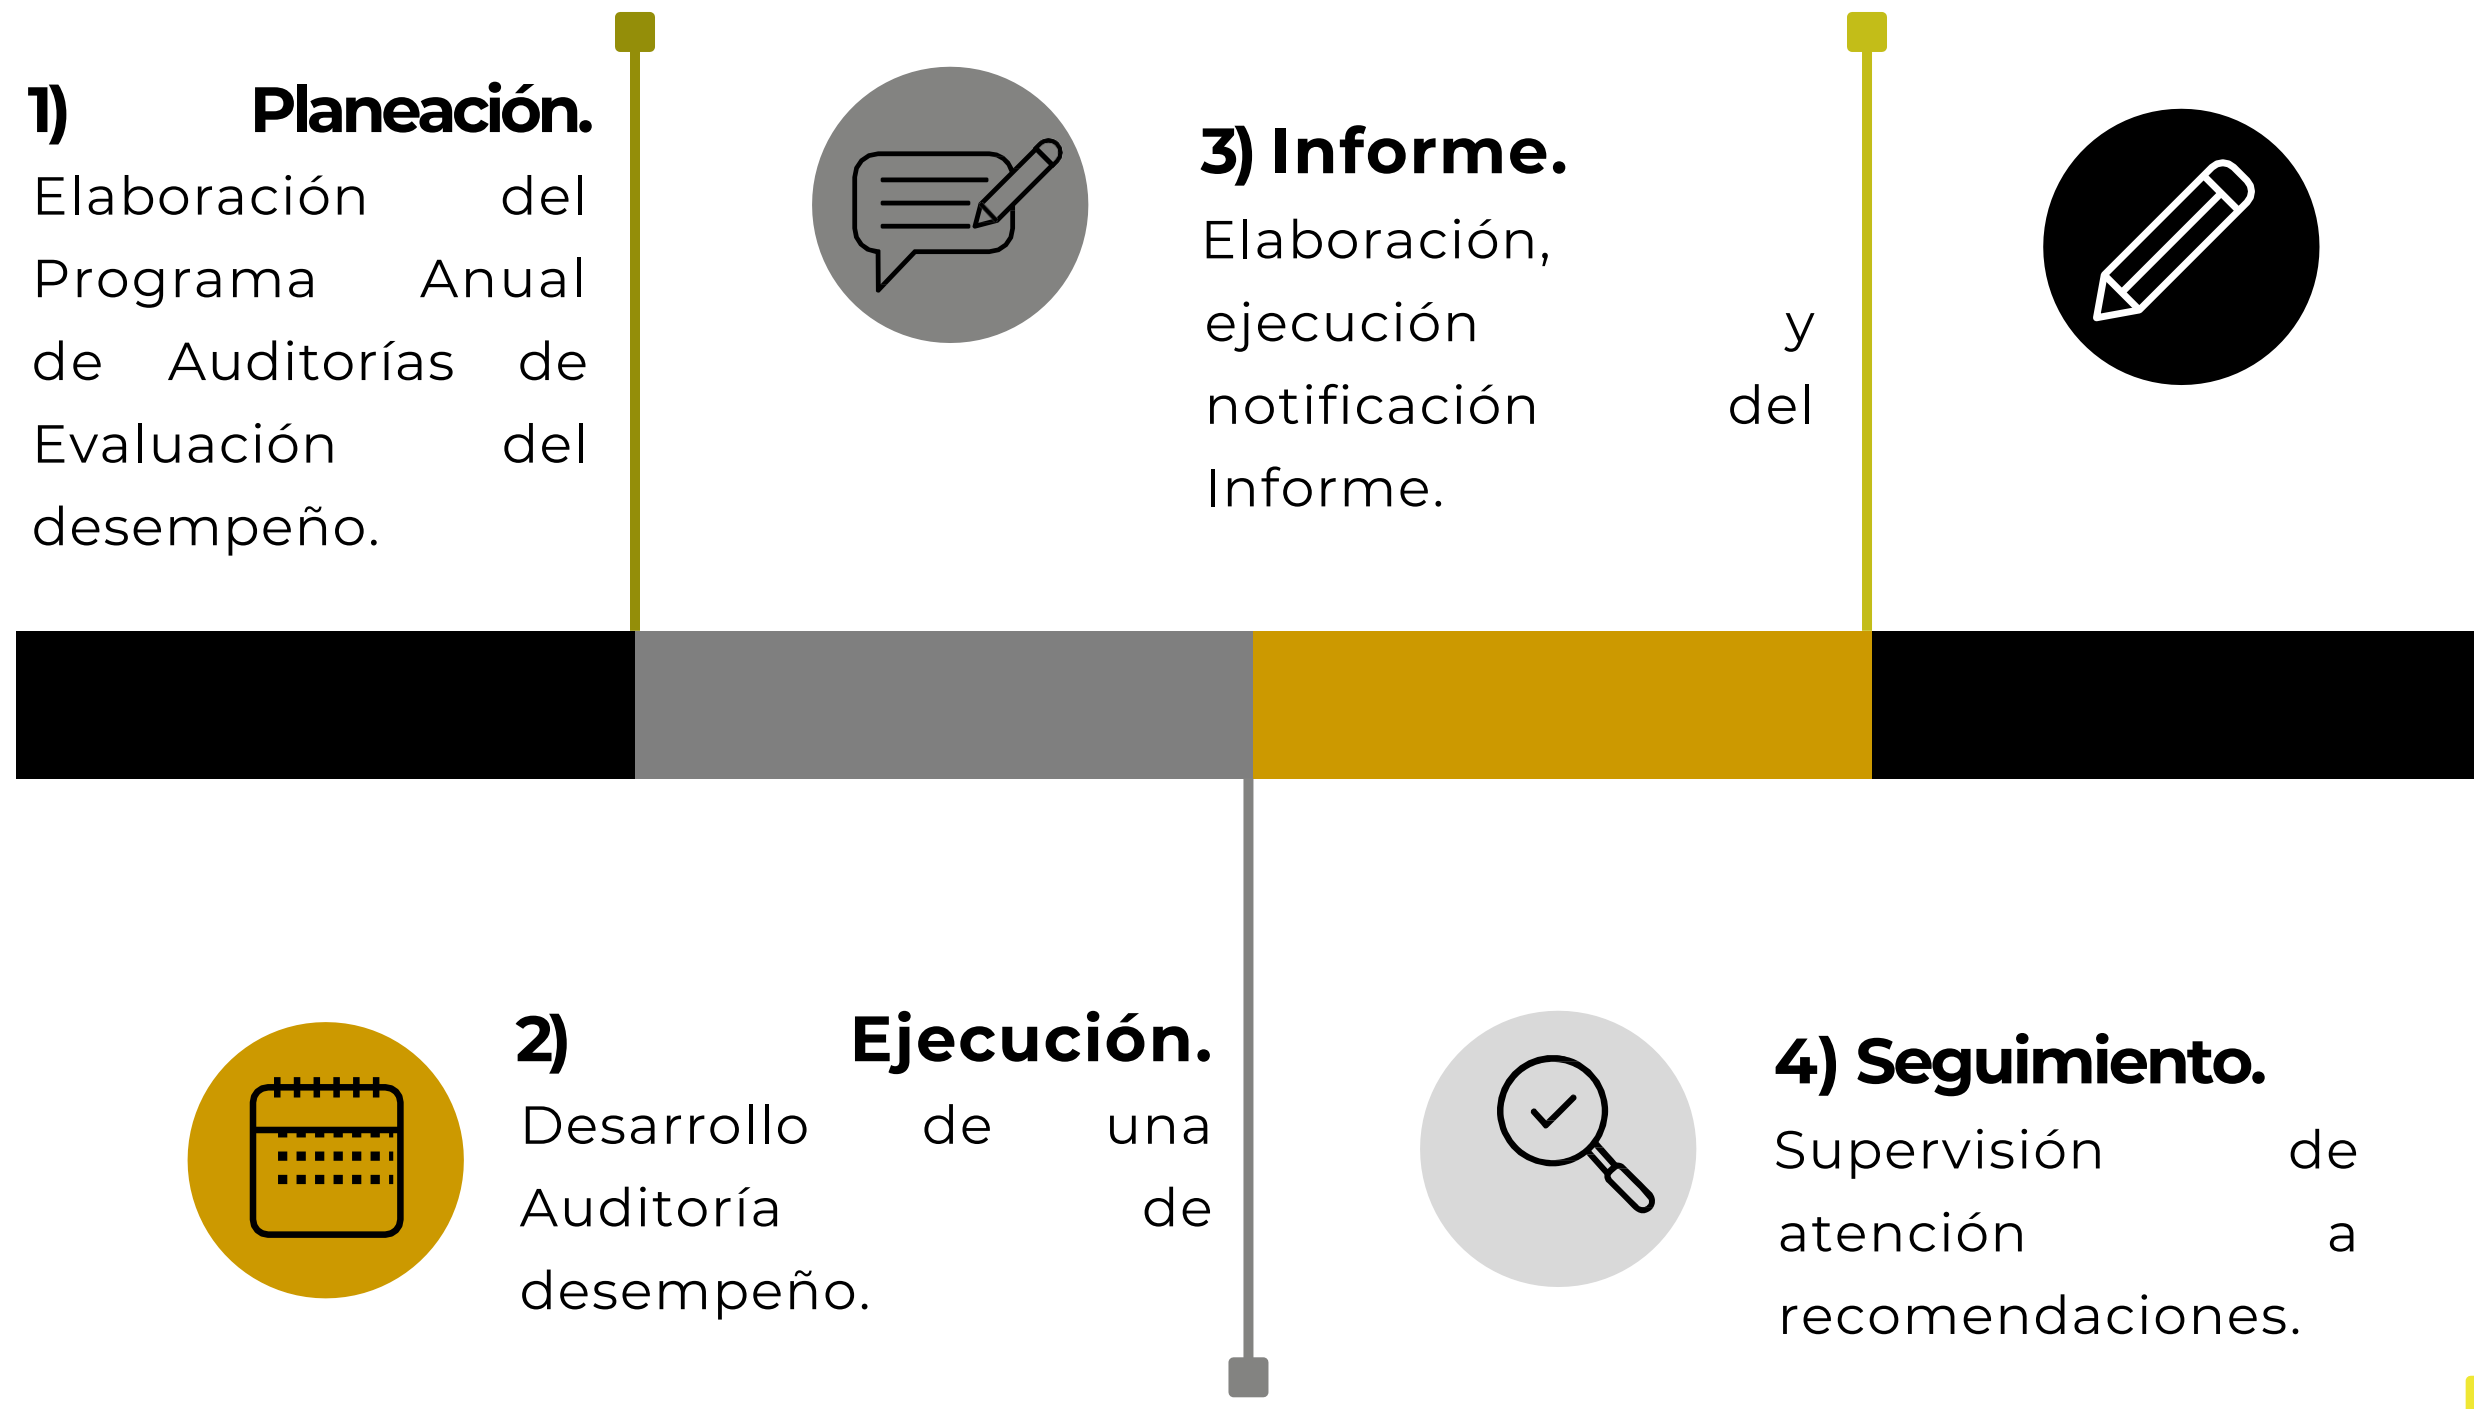 1) Planeación.
Elaboración del
Programa Anual
de Auditorías de
Evaluación del
desempeño.
2) Ejecución.
Desarrollo de una
Auditoría de
desempeño.
3) Informe.
Elaboración,
ejecución y
notificación del
Informe.
4) Seguimiento.
Supervisión de
atención a
recomendaciones.